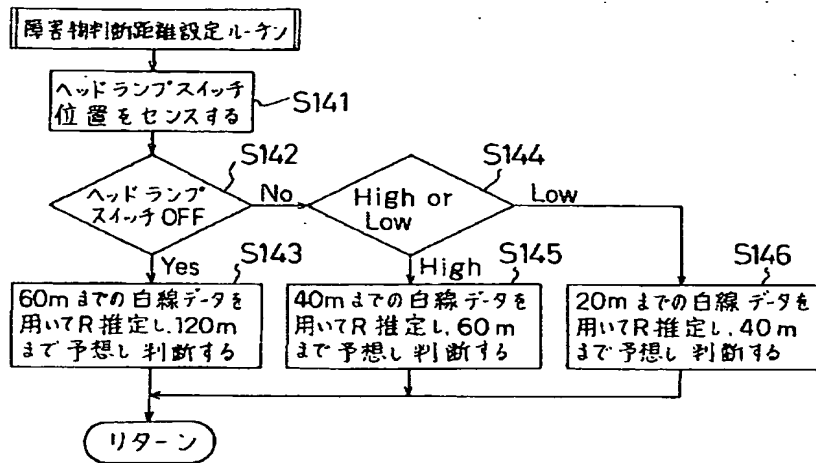 障害物判断距離設定ルーチン
ヘッドランプスイッチ
位置をセンスする
S141
S142
ヘッドランプ
スイッチOFF
No
Yes
S144
High or
Low
Low
High
S143
60mまでの白線データを
用いてR推定し、120m
まで予想し判断する
S145
40mまでの白線データを
用いてR推定し、60m
まで予想し判断する
S146
20mまでの白線データを
用いてR推定し、40m
まで予想し判断する
リターン